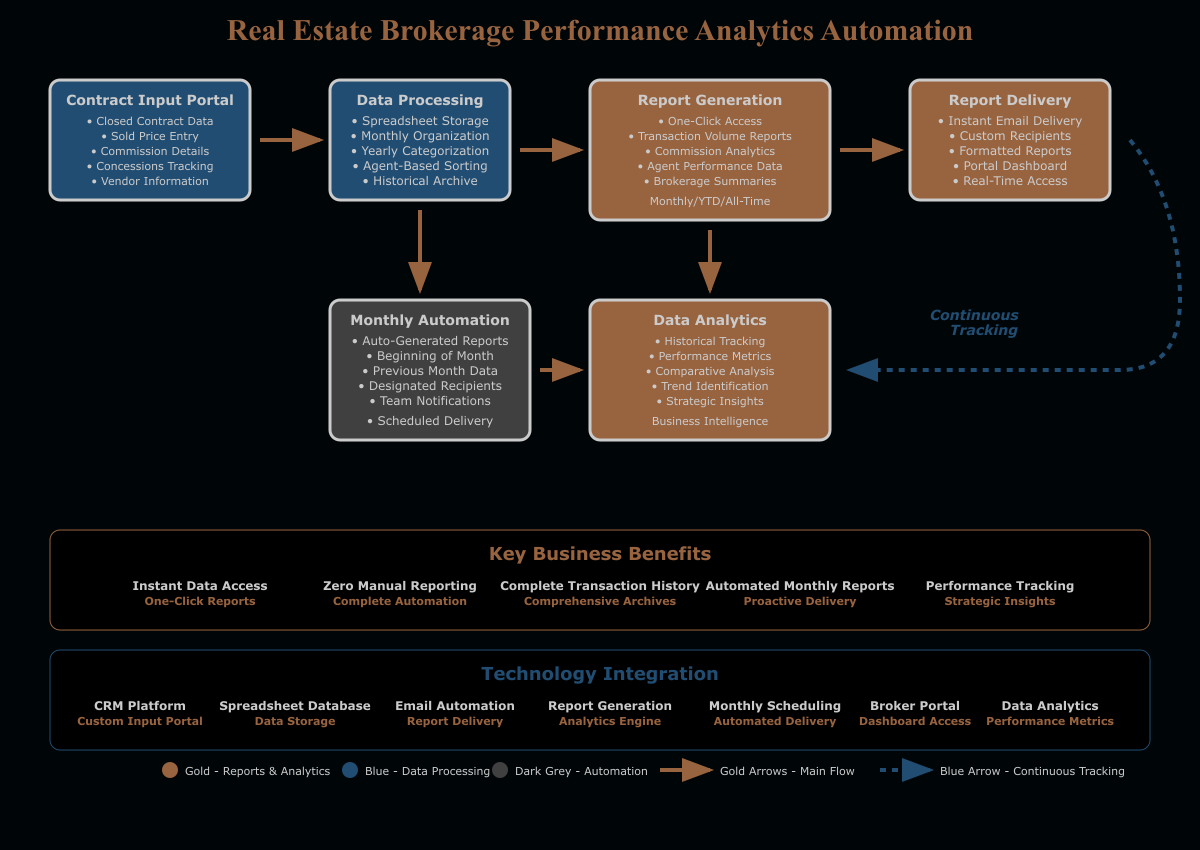 Real Estate Brokerage Performance Analytics Automation
Contract Input Portal
• Closed Contract Data
• Sold Price Entry
• Commission Details
• Concessions Tracking
• Vendor Information
Data Processing
• Spreadsheet Storage
• Monthly Organization
• Yearly Categorization
• Agent-Based Sorting
• Historical Archive
Report Generation
• One-Click Access
• Transaction Volume Reports
• Commission Analytics
• Agent Performance Data
• Brokerage Summaries
Monthly/YTD/All-Time
Report Delivery
• Instant Email Delivery
• Custom Recipients
• Formatted Reports
• Portal Dashboard
• Real-Time Access
Monthly Automation
• Auto-Generated Reports
• Beginning of Month
• Previous Month Data
• Designated Recipients
• Team Notifications
• Scheduled Delivery
Data Analytics
• Historical Tracking
• Performance Metrics
• Comparative Analysis
• Trend Identification
• Strategic Insights
Business Intelligence
Continuous
Tracking
Key Business Benefits
Instant Data Access
One-Click Reports
Zero Manual Reporting
Complete Automation
Complete Transaction History
Comprehensive Archives
Automated Monthly Reports
Proactive Delivery
Performance Tracking
Strategic Insights
Technology Integration
CRM Platform
Custom Input Portal
Spreadsheet Database
Data Storage
Email Automation
Report Delivery
Report Generation
Analytics Engine
Monthly Scheduling
Automated Delivery
Broker Portal
Dashboard Access
Data Analytics
Performance Metrics
Gold - Reports & Analytics
Blue - Data Processing
Dark Grey - Automation
Gold Arrows - Main Flow
Blue Arrow - Continuous Tracking